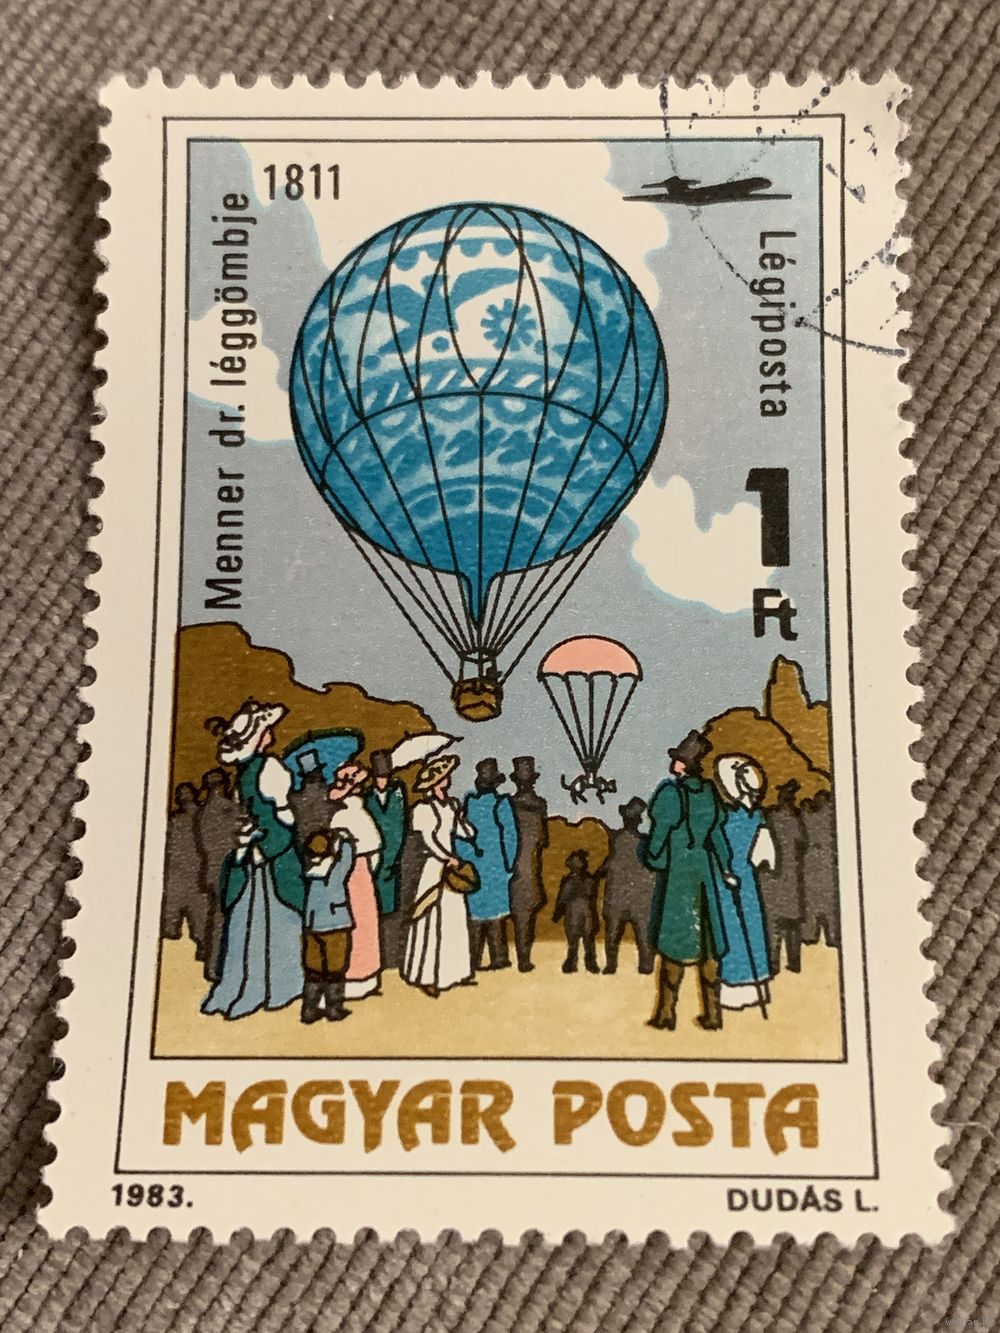 1811
Menner dr. léggömbje
Légiposta
1
Ft
MAGYAR POSTA
1983.
DUDÁS L.